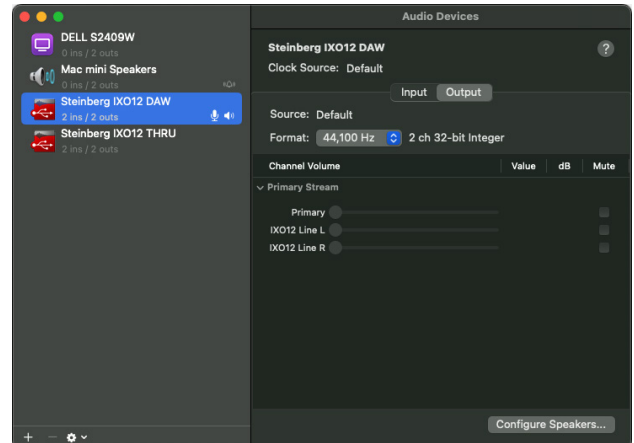 Audio Devices
DELL S2409W
0 ins / 2 outs
Mac mini Speakers
0 ins / 2 outs
Steinberg IXO12 DAW
2 ins / 2 outs
Steinberg IXO12 THRU
2 ins / 2 outs
Steinberg IXO12 DAW
?
Clock Source: Default
Input Output
Source: Default
Format: 44,100 Hz 2 ch 32-bit Integer
Channel Volume Value dB Mute
Primary Stream
Primary
IXO12 Line L
IXO12 Line R
Configure Speakers...